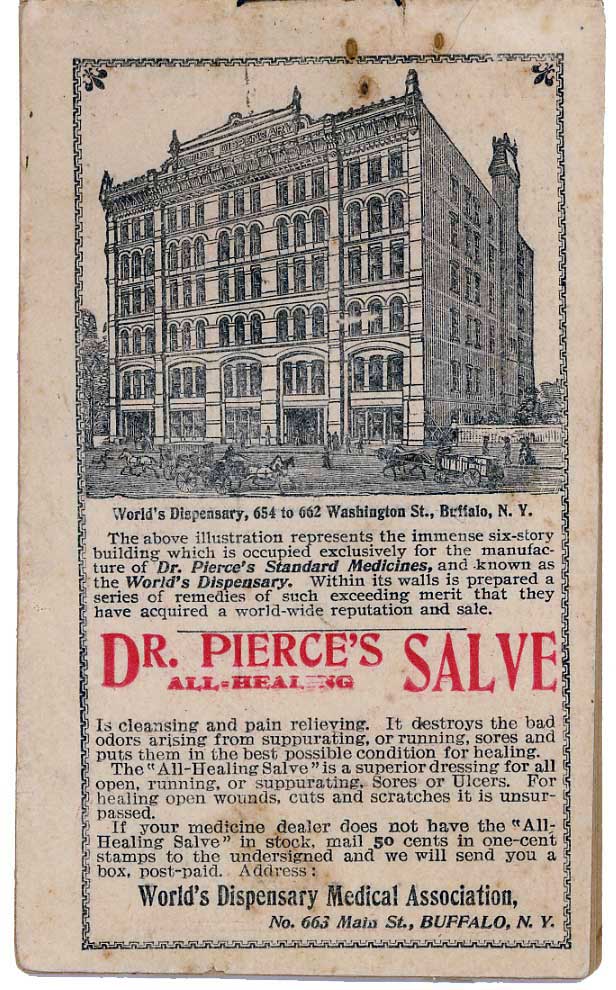 World's Dispensary, 654 to 662 Washington St., Buffalo, N. Y.
The above illustration represents the immense six-story
building which is occupied exclusively for the manufac-
ture of Dr. Pierce's Standard Medicines, and known as
the World's Dispensary. Within its walls is prepared a
series of remedies of such exceeding merit that they
have acquired a world-wide reputation and sale.
DR. PIERCE'S SALVE
ALL-HEALING
Is cleansing and pain relieving. It destroys the bad
odors arising from suppurating, or running, sores and
puts them in the best possible condition for healing.
The "All-Healing Salve" is a superior dressing for all
open, running, or suppurating, Sores or Ulcers. For
healing open wounds, cuts and scratches it is unsur-
passed.
If your medicine dealer does not have the "All-
Healing Salve" in stock, mail 50 cents in one-cent
stamps to the undersigned and we will send you a
box, post-paid. Address:
World's Dispensary Medical Association,
No. 663 Main St., BUFFALO, N. Y.